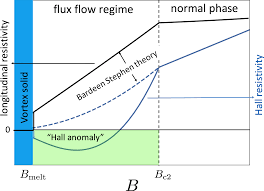 flux flow regime
normal phase
longitudinal resistivity
Vortex solid
Bardeen Stephen theory
Hall resistivity
0
"Hall anomaly"
B_melt
B_c2
B